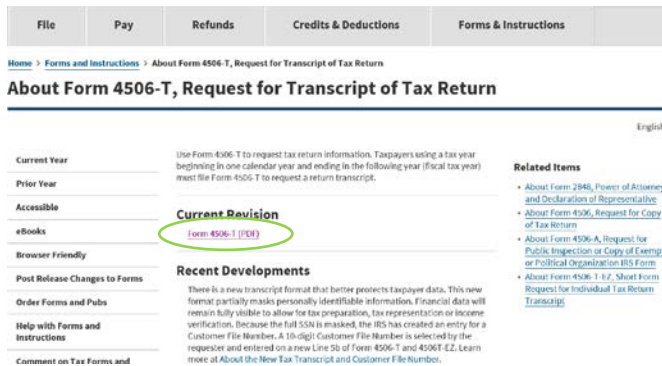 File Pay Refunds Credits & Deductions Forms & Instructions
Home > Forms and Instructions > About Form 4506-T, Request for Transcript of Tax Return
About Form 4506-T, Request for Transcript of Tax Return
English
Current Year
Prior Year
Accessible
eBooks
Browser Friendly
Post Release Changes to Forms
Order Forms and Pubs
Help with Forms and
Instructions
Comment on Tax Forms and
Use Form 4506-T to request tax return information. Taxpayers using a tax year
beginning in one calendar year and ending in the following year (fiscal tax year)
must file Form 4506-T to request a return transcript.
Current Revision
Form 4506-T (PDF)
Recent Developments
There is a new transcript format that better protects taxpayer data. This new
format partially masks personally identifiable information. Financial data will
remain fully visible to allow for tax preparation, tax representation or income
verification. Because the full SSN is masked, the IRS has created an entry for a
Customer File Number. A 10-digit Customer File Number is selected by the
requester and entered on a new Line 5b of Form 4506-T and 4506T-EZ. Learn
more at About the New Tax Transcript and Customer File Number.
Related Items
• About Form 2848, Power of Attorney
and Declaration of Representative
• About Form 4506, Request for Copy
of Tax Return
• About Form 4506-A, Request for
Public Inspection or Copy of Exemp
or Political Organization IRS Form
• About Form 4506-T-EZ, Short Form
Request for Individual Tax Return
Transcript